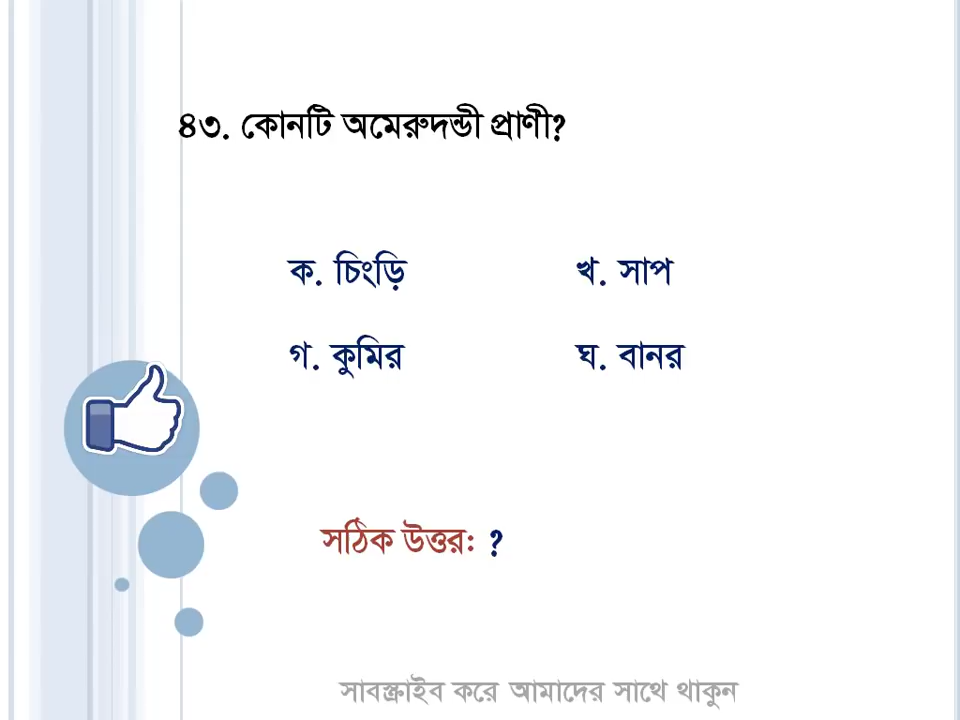 ৪৩. কোনটি অমেরুদন্ডী প্রাণী?
ক. চিংড়ি খ. সাপ
গ. কুমির ঘ. বানর
সঠিক উত্তর: ?
সাবস্ক্রাইব করে আমাদের সাথে থাকুন